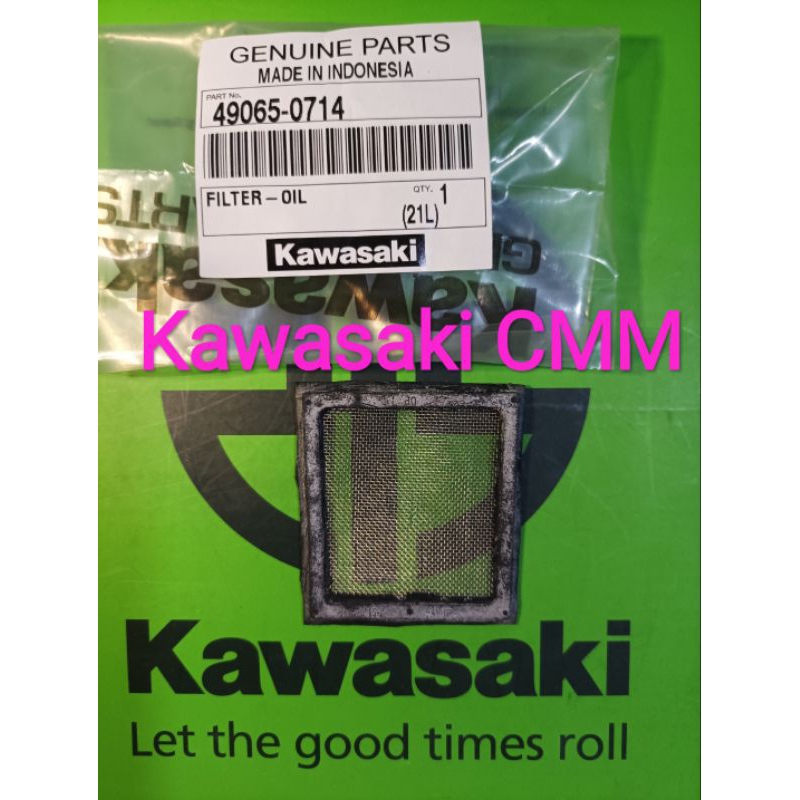 GENUINE PARTS
MADE IN INDONESIA
PART No.
49065-0714
FILTER-OIL
QTY. 1
(21L)
Kawasaki
Kawasaki
Kawasaki CMM
Kawasaki
Let the good times roll